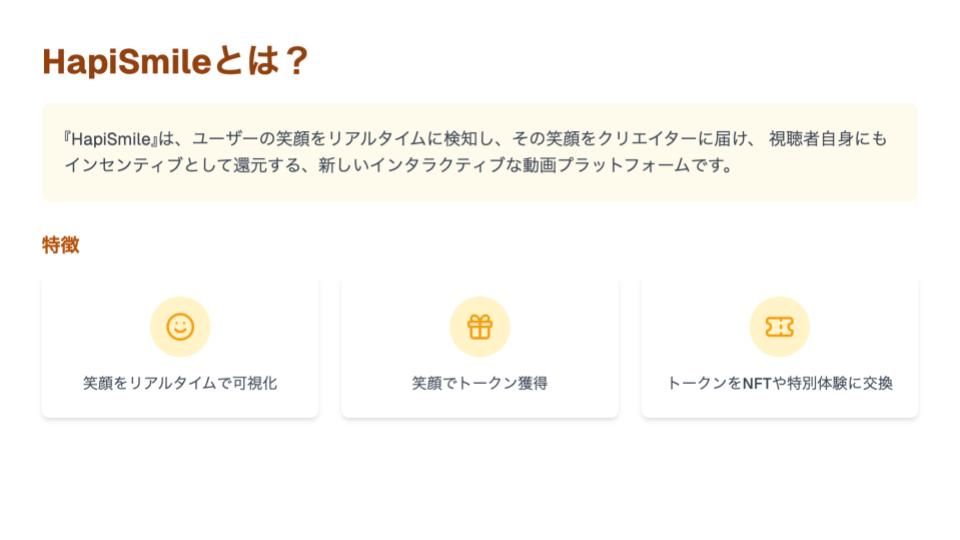 HapiSmileとは？
『HapiSmile』は、ユーザーの笑顔をリアルタイムに検知し、その笑顔をクリエイターに届け、 視聴者自身にも
インセンティブとして還元する、新しいインタラクティブな動画プラットフォームです。
特徴
笑顔をリアルタイムで可視化
笑顔でトークン獲得
トークンをNFTや特別体験に交換